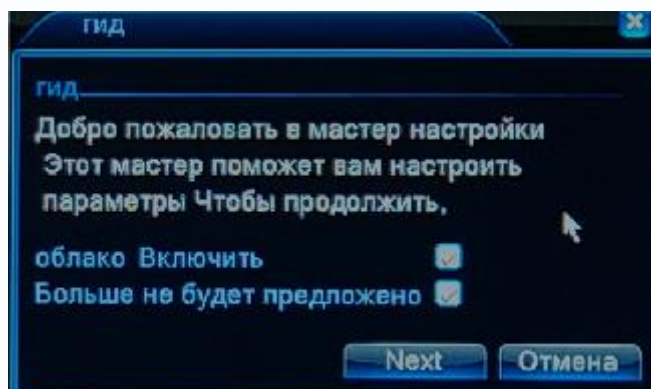 гид
гид
Добро пожаловать в мастер настройки
Этот мастер поможет вам настроить
параметры Чтобы продолжить,
облако Включить
Больше не будет предложено
Next Отмена